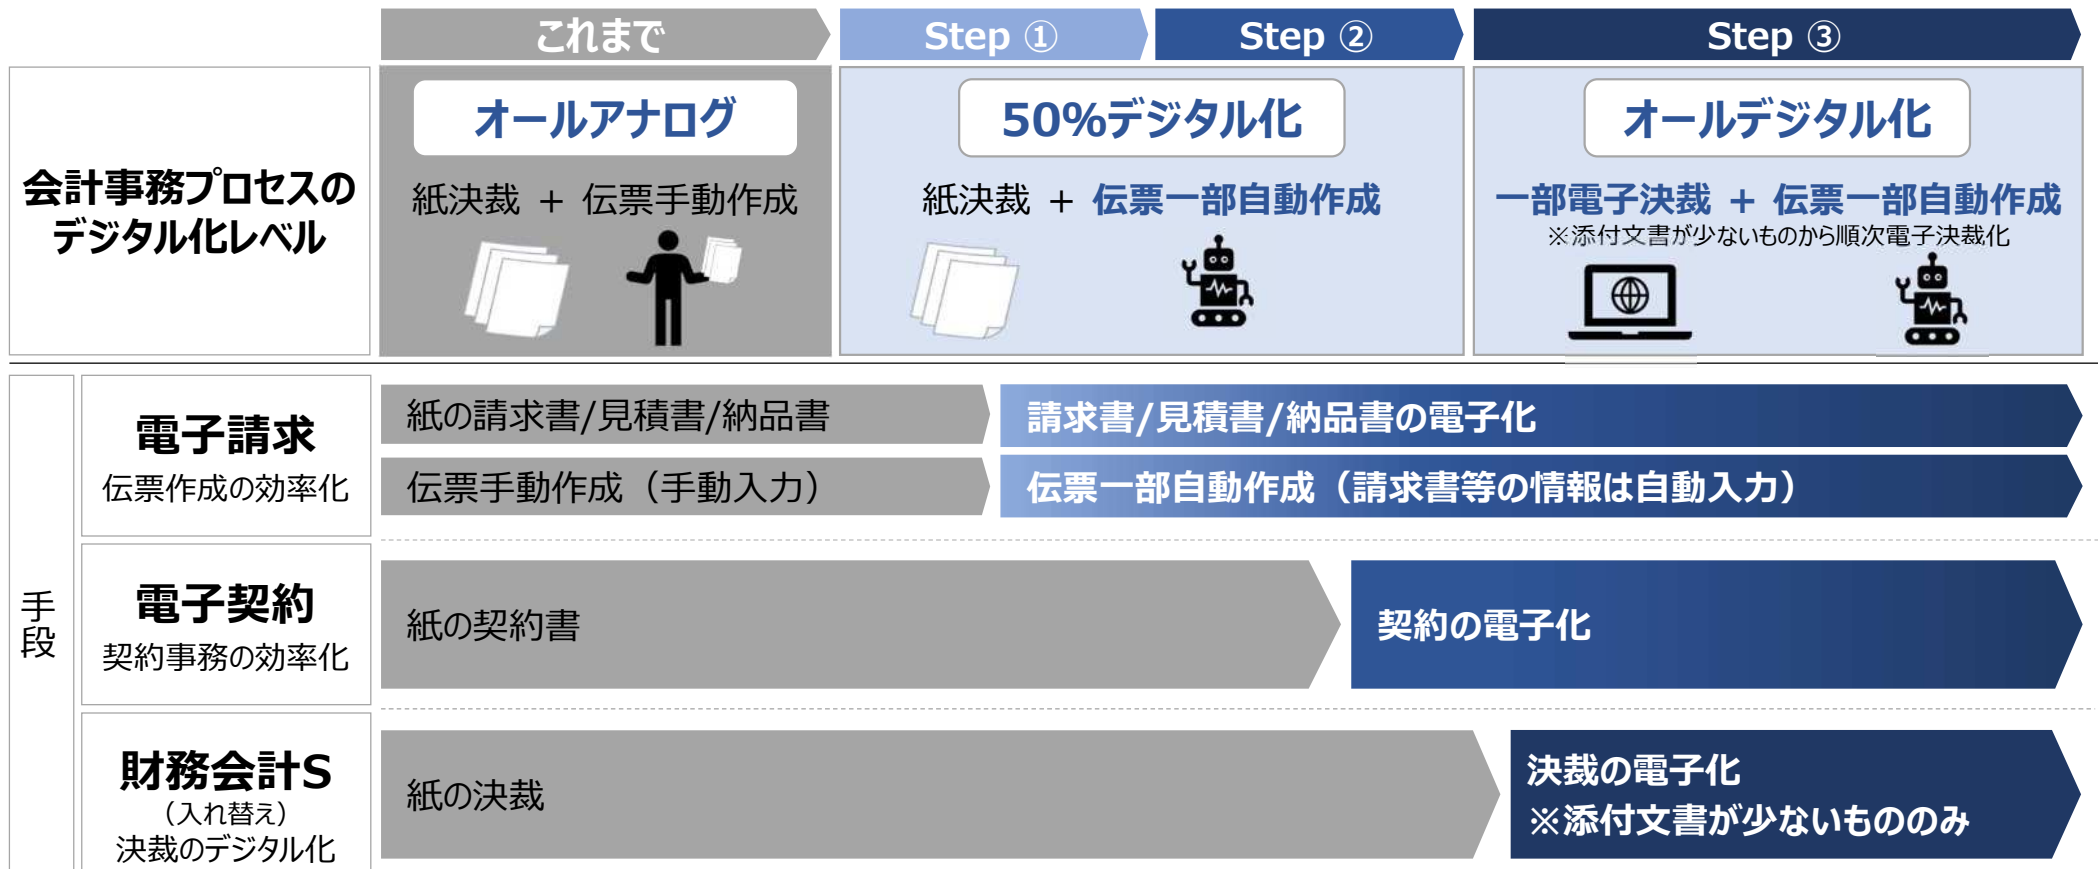 これまで
Step ①
Step ②
Step ③
会計事務プロセスの
デジタル化レベル
オールアナログ
紙決裁 + 伝票手動作成
50%デジタル化
紙決裁 + 伝票一部自動作成
オールデジタル化
一部電子決裁 + 伝票一部自動作成
※添付文書が少ないものから順次電子決裁化
手段
電子請求
伝票作成の効率化
紙の請求書/見積書/納品書
請求書/見積書/納品書の電子化
伝票手動作成（手動入力）
伝票一部自動作成（請求書等の情報は自動入力）
電子契約
契約事務の効率化
紙の契約書
契約の電子化
財務会計S
（入れ替え）
決裁のデジタル化
紙の決裁
決裁の電子化
※添付文書が少ないもののみ